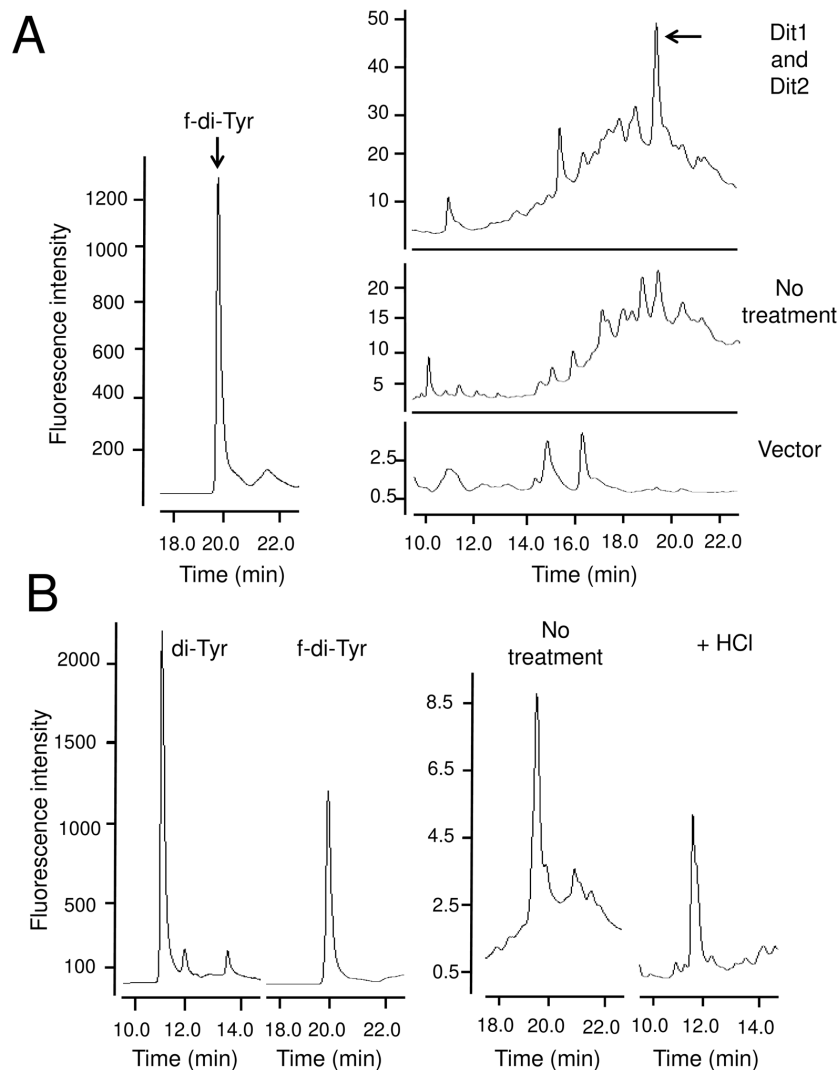 A
f-di-Tyr
Fluorescence intensity
1200
1000
800
600
400
200
18.0 20.0 22.0
Time (min)
50
40
30
20
10
Dit1
and
Dit2
20
15
10
5
No
treatment
2.5
0.5
Vector
10.0 12.0 14.0 16.0 18.0 20.0 22.0
Time (min)
B
di-Tyr
f-di-Tyr
Fluorescence intensity
2000
1500
1000
500
100
10.0 12.0 14.0
Time (min)
18.0 20.0 22.0
Time (min)
No
treatment
+ HCl
8.5
6.5
4.5
2.5
0.5
18.0 20.0 22.0
Time (min)
10.0 12.0 14.0
Time (min)